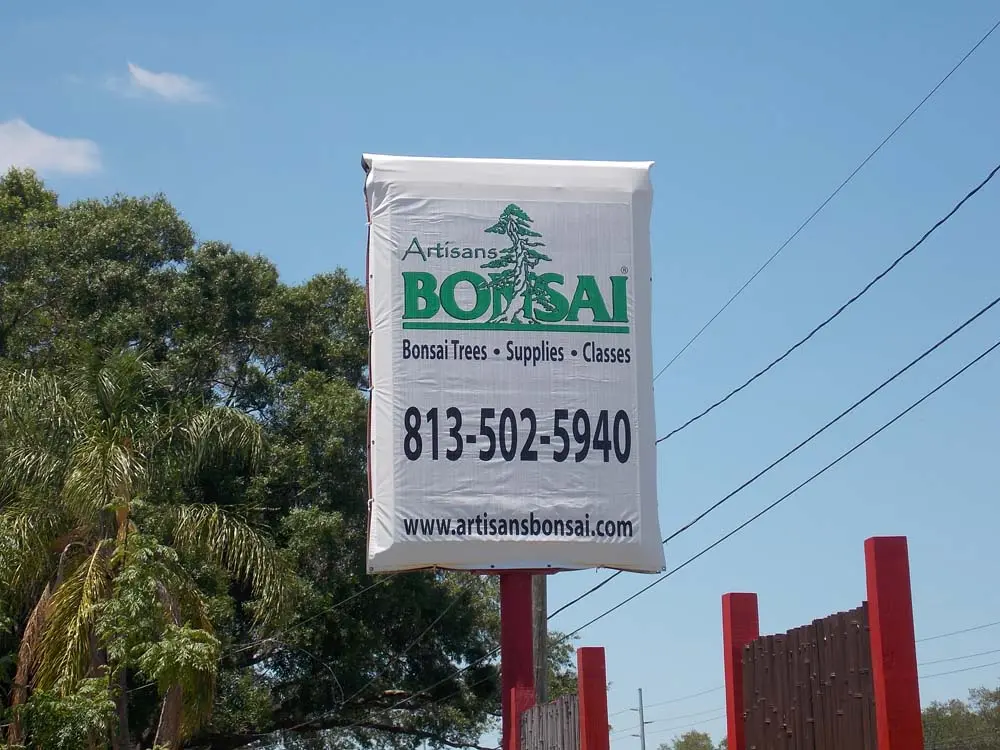 Artisans
BONSAI®
Bonsai Trees • Supplies • Classes
813-502-5940
www.artisansbonsai.com